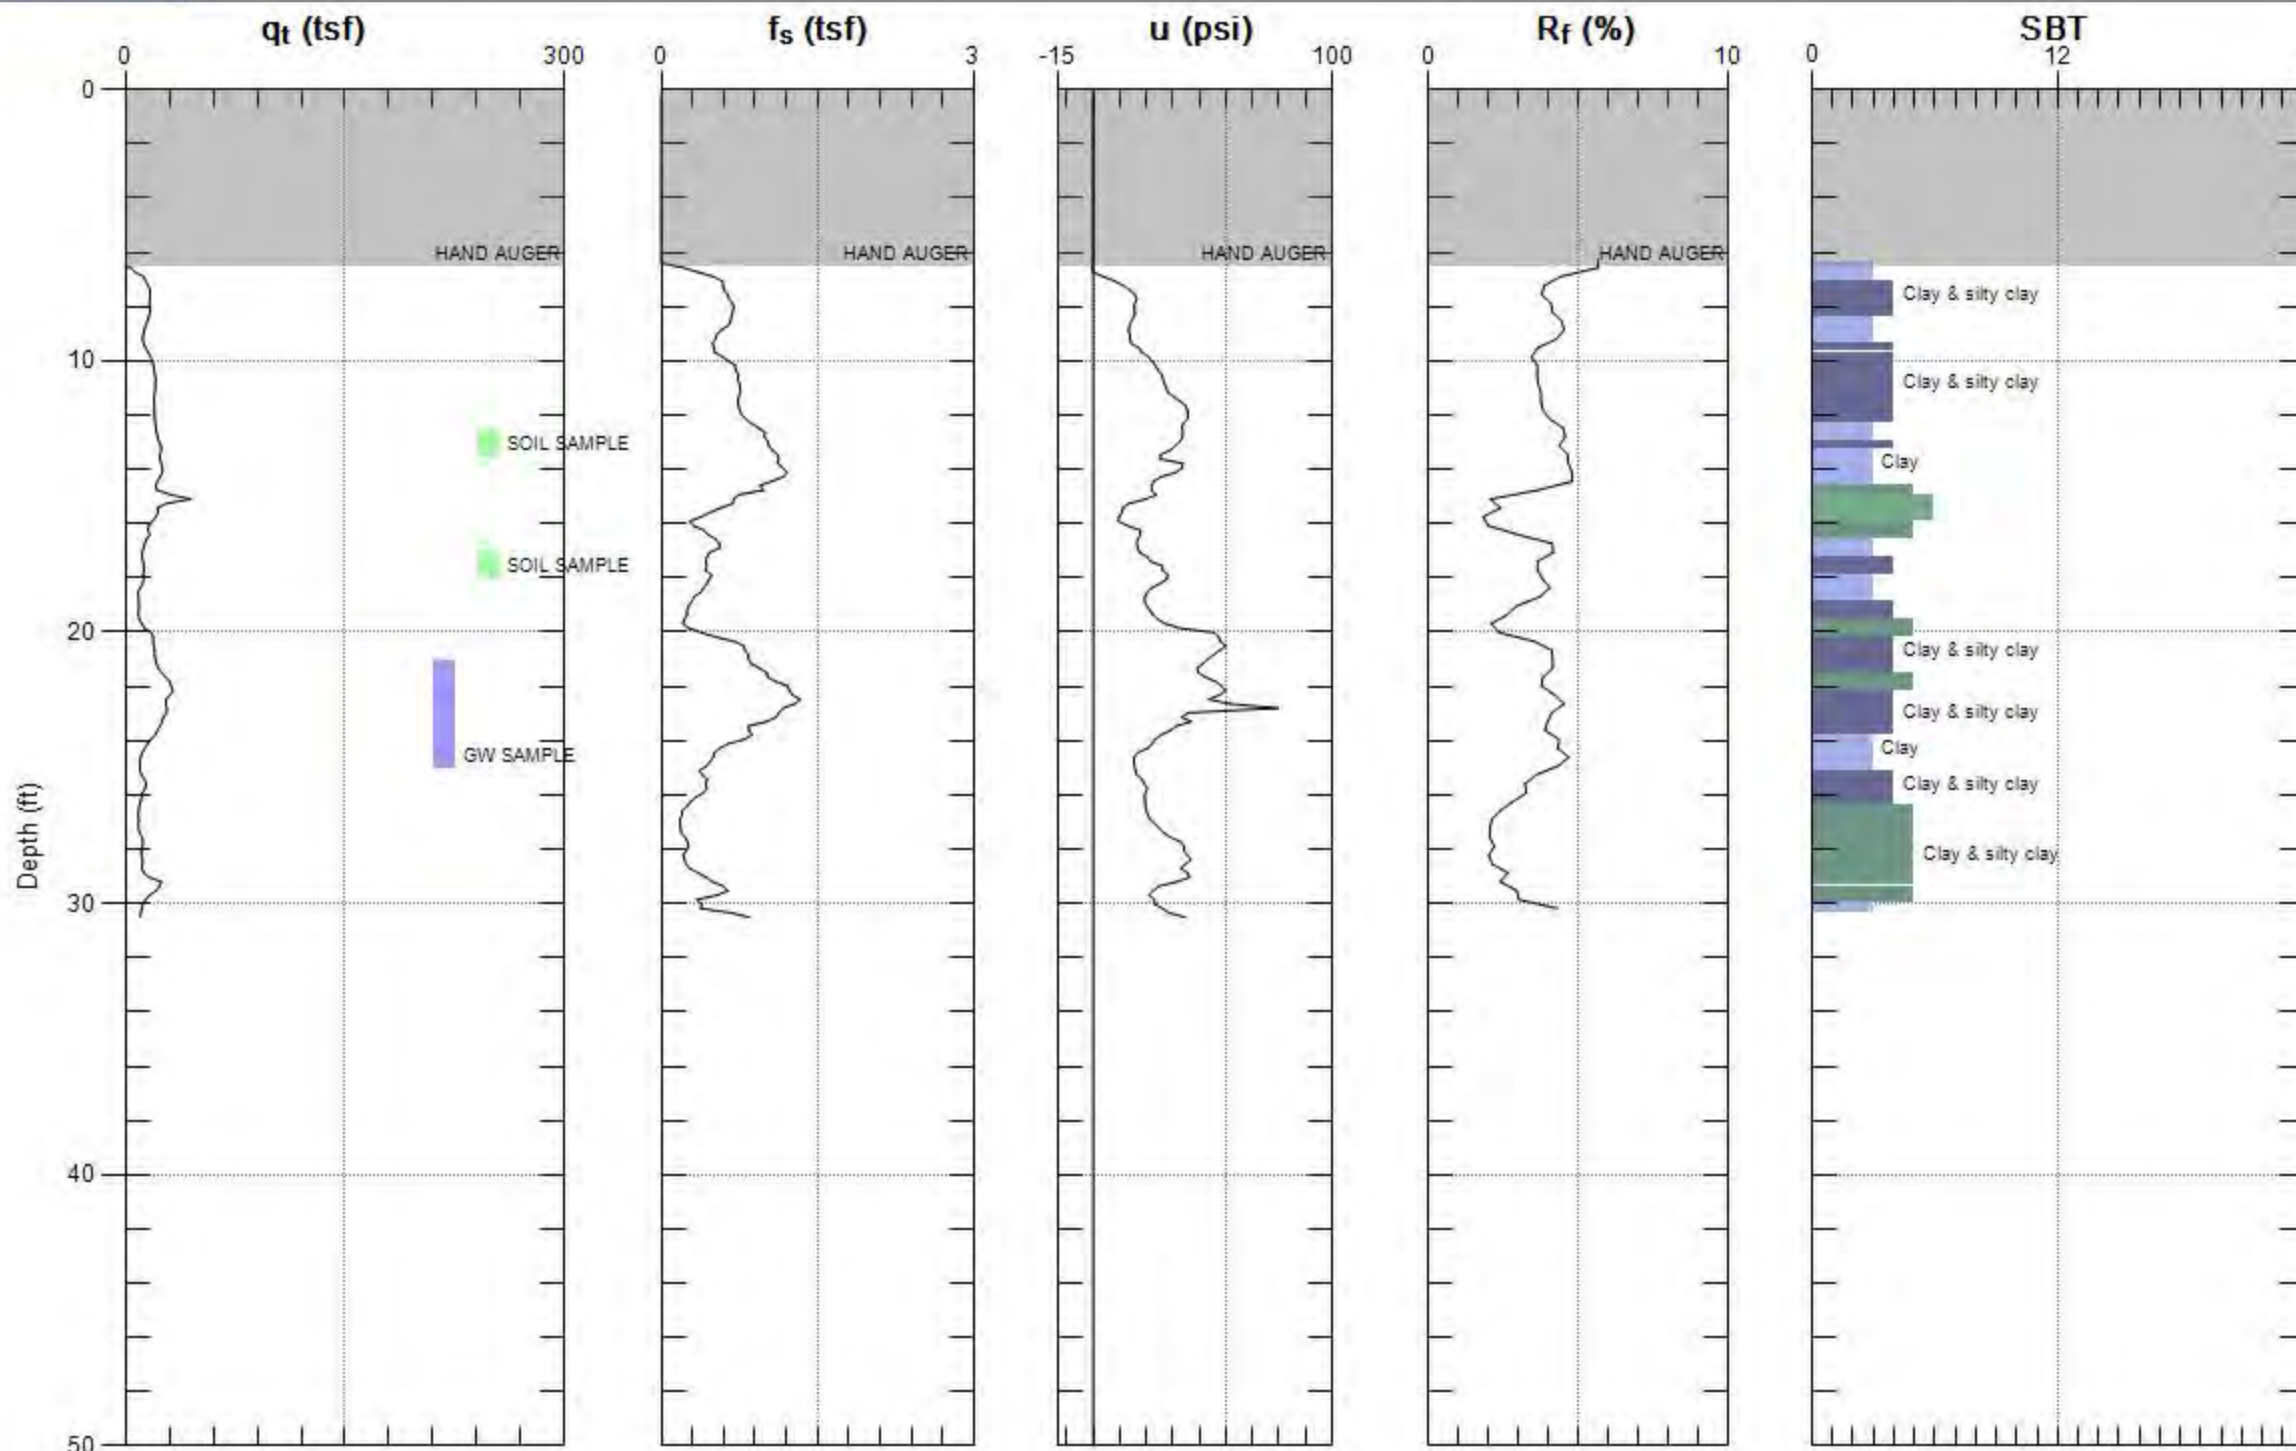 qt (tsf)
fs (tsf)
u (psi)
Rf (%)
SBT
0 300
0 3
-15 100
0 10
0 12
0
HAND AUGER
HAND AUGER
HAND AUGER
HAND AUGER
Clay & silty clay
10
Clay & silty clay
SOIL SAMPLE
Clay
SOIL SAMPLE
20
Clay & silty clay
Clay & silty clay
GW SAMPLE
Clay
Clay & silty clay
Depth (ft)
Clay & silty clay
30
40
50